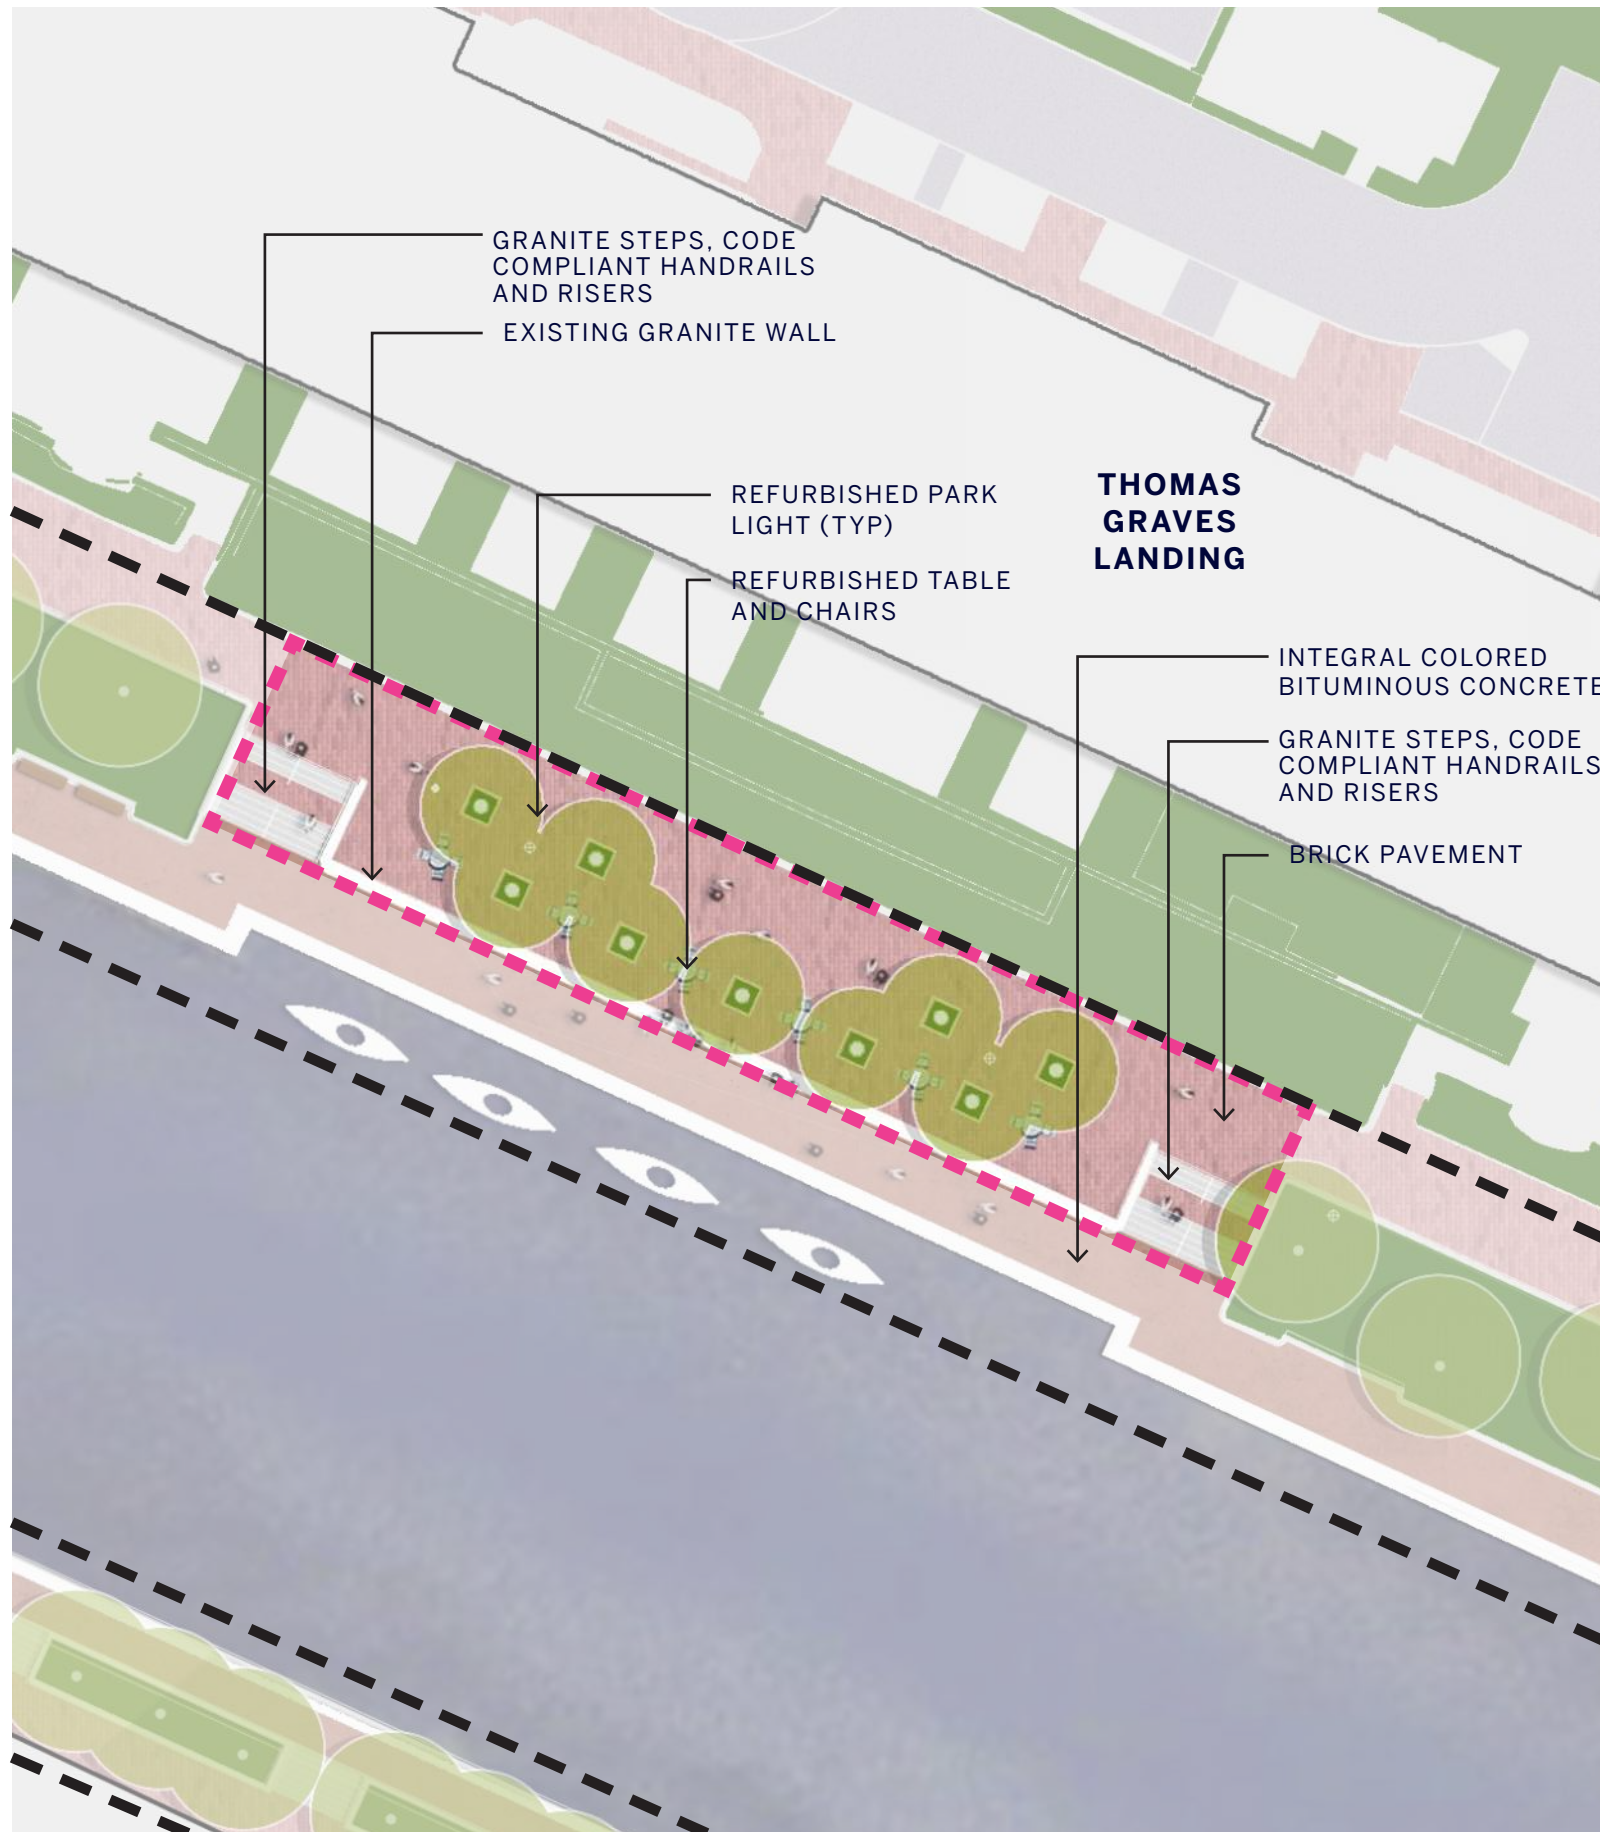 GRANITE STEPS, CODE
COMPLIANT HANDRAILS
AND RISERS
EXISTING GRANITE WALL
REFURBISHED PARK
LIGHT (TYP)
THOMAS
GRAVES
LANDING
REFURBISHED TABLE
AND CHAIRS
INTEGRAL COLORED
BITUMINOUS CONCRETE
GRANITE STEPS, CODE
COMPLIANT HANDRAILS
AND RISERS
BRICK PAVEMENT